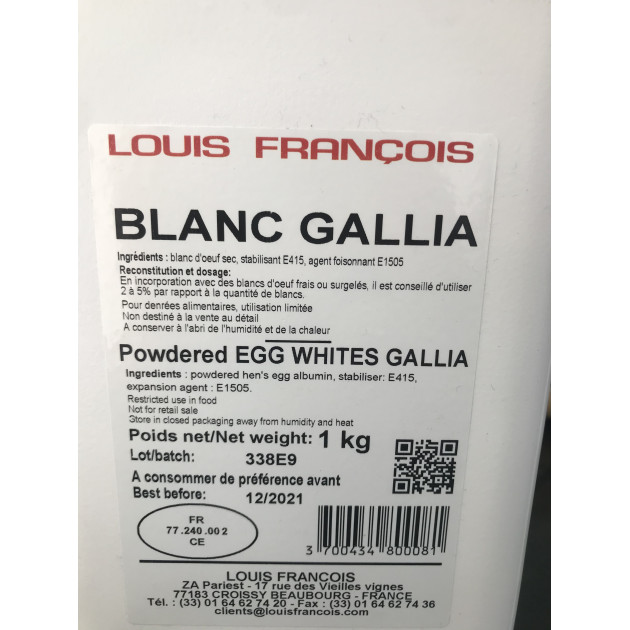 LOUIS FRANÇOIS
BLANC GALLIA
Ingrédients : blanc d'oeuf sec, stabilisant E415, agent foisonnant E1505
Reconstitution et dosage:
En incorporation avec des blancs d'oeuf frais ou surgelés, il est conseillé d'utiliser
2 à 5% par rapport à la quantité de blancs.
Pour denrées alimentaires, utilisation limitée
Non destiné à la vente au détail
A conserver à l'abri de l'humidité et de la chaleur
Powdered EGG WHITES GALLIA
Ingredients : powdered hen's egg albumin, stabiliser: E415,
expansion agent : E1505.
Restricted use in food
Not for retail sale
Store in closed packaging away from humidity and heat
Poids net/Net weight: 1 kg
Lot/batch: 338E9
A consommer de préférence avant
Best before: 12/2021
FR
77.240.002
CE
3 700434 800081
LOUIS FRANCOIS
ZA Pariest - 17 rue des Vieilles vignes
77183 CROISSY BEAUBOURG - FRANCE
Tél. : (33) 01 64 62 74 20 - Fax : (33) 01 64 62 74 36
clients@louisfrancois.com